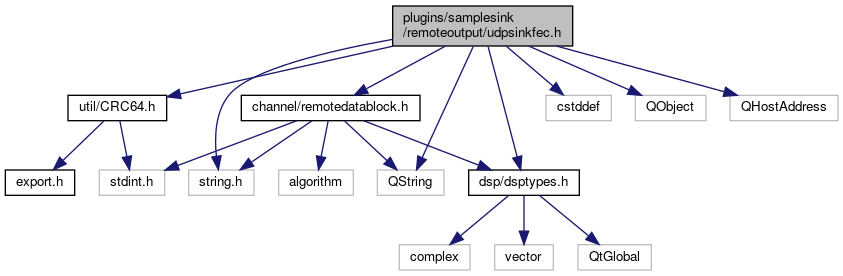 plugins/samplesink
/remoteoutput/udpsinkfec.h
util/CRC64.h
channel/remotedatablock.h
cstddef
QObject
QHostAddress
export.h
stdint.h
string.h
algorithm
QString
dsp/dsptypes.h
complex
vector
QtGlobal